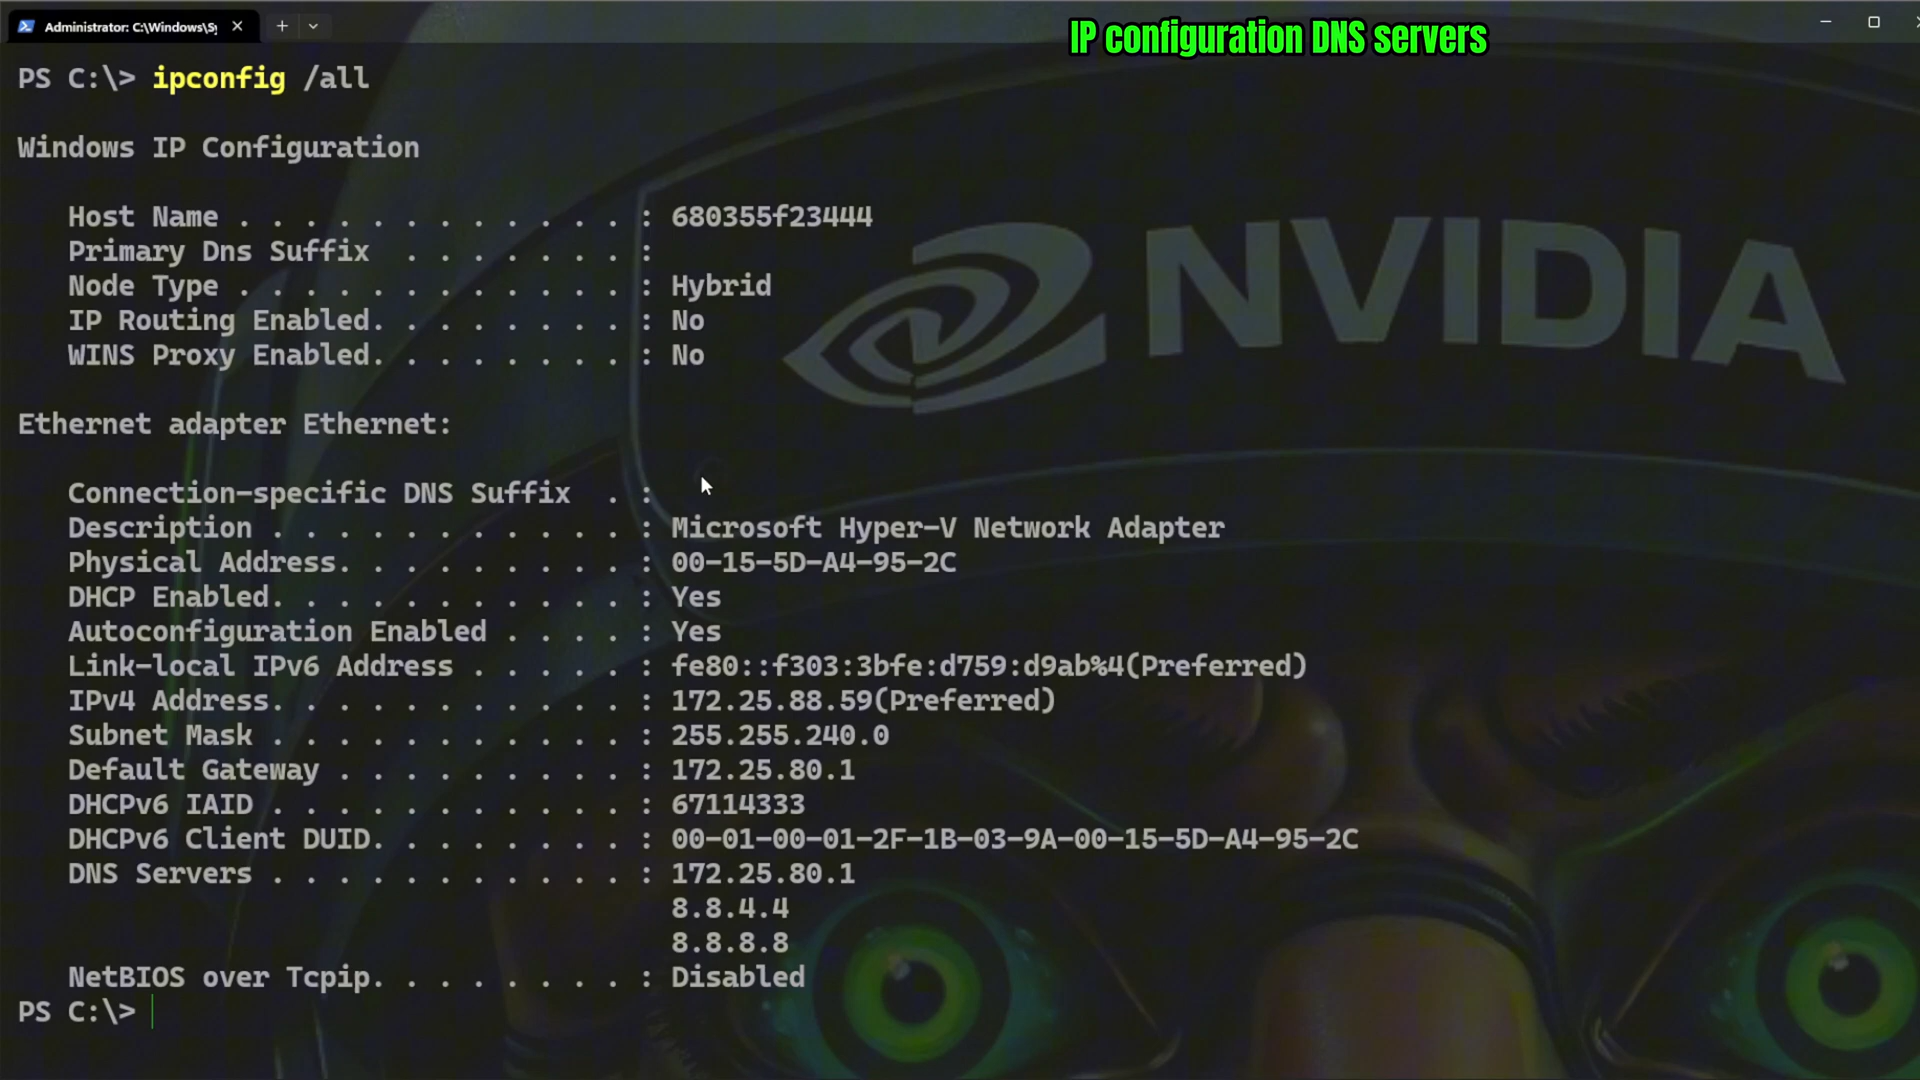 Administrator: C:\Windows\Sy
IP configuration DNS servers
PS C:\> ipconfig /all
Windows IP Configuration
Host Name . . . . . . . . . . . . : 680355f23444
Primary Dns Suffix  . . . . . . . :
Node Type . . . . . . . . . . . . : Hybrid
IP Routing Enabled. . . . . . . . : No
WINS Proxy Enabled. . . . . . . . : No
NVIDIA
Ethernet adapter Ethernet:
Connection-specific DNS Suffix  . :
Description . . . . . . . . . . . : Microsoft Hyper-V Network Adapter
Physical Address. . . . . . . . . : 00-15-5D-A4-95-2C
DHCP Enabled. . . . . . . . . . . : Yes
Autoconfiguration Enabled . . . . : Yes
Link-local IPv6 Address . . . . . : fe80::f303:3bfe:d759:d9ab%4(Preferred)
IPv4 Address. . . . . . . . . . . : 172.25.88.59(Preferred)
Subnet Mask . . . . . . . . . . . : 255.255.240.0
Default Gateway . . . . . . . . . : 172.25.80.1
DHCPv6 IAID . . . . . . . . . . . : 67114333
DHCPv6 Client DUID. . . . . . . . : 00-01-00-01-2F-1B-03-9A-00-15-5D-A4-95-2C
DNS Servers . . . . . . . . . . . : 172.25.80.1
8.8.4.4
8.8.8.8
NetBIOS over Tcpip. . . . . . . . : Disabled
PS C:\>